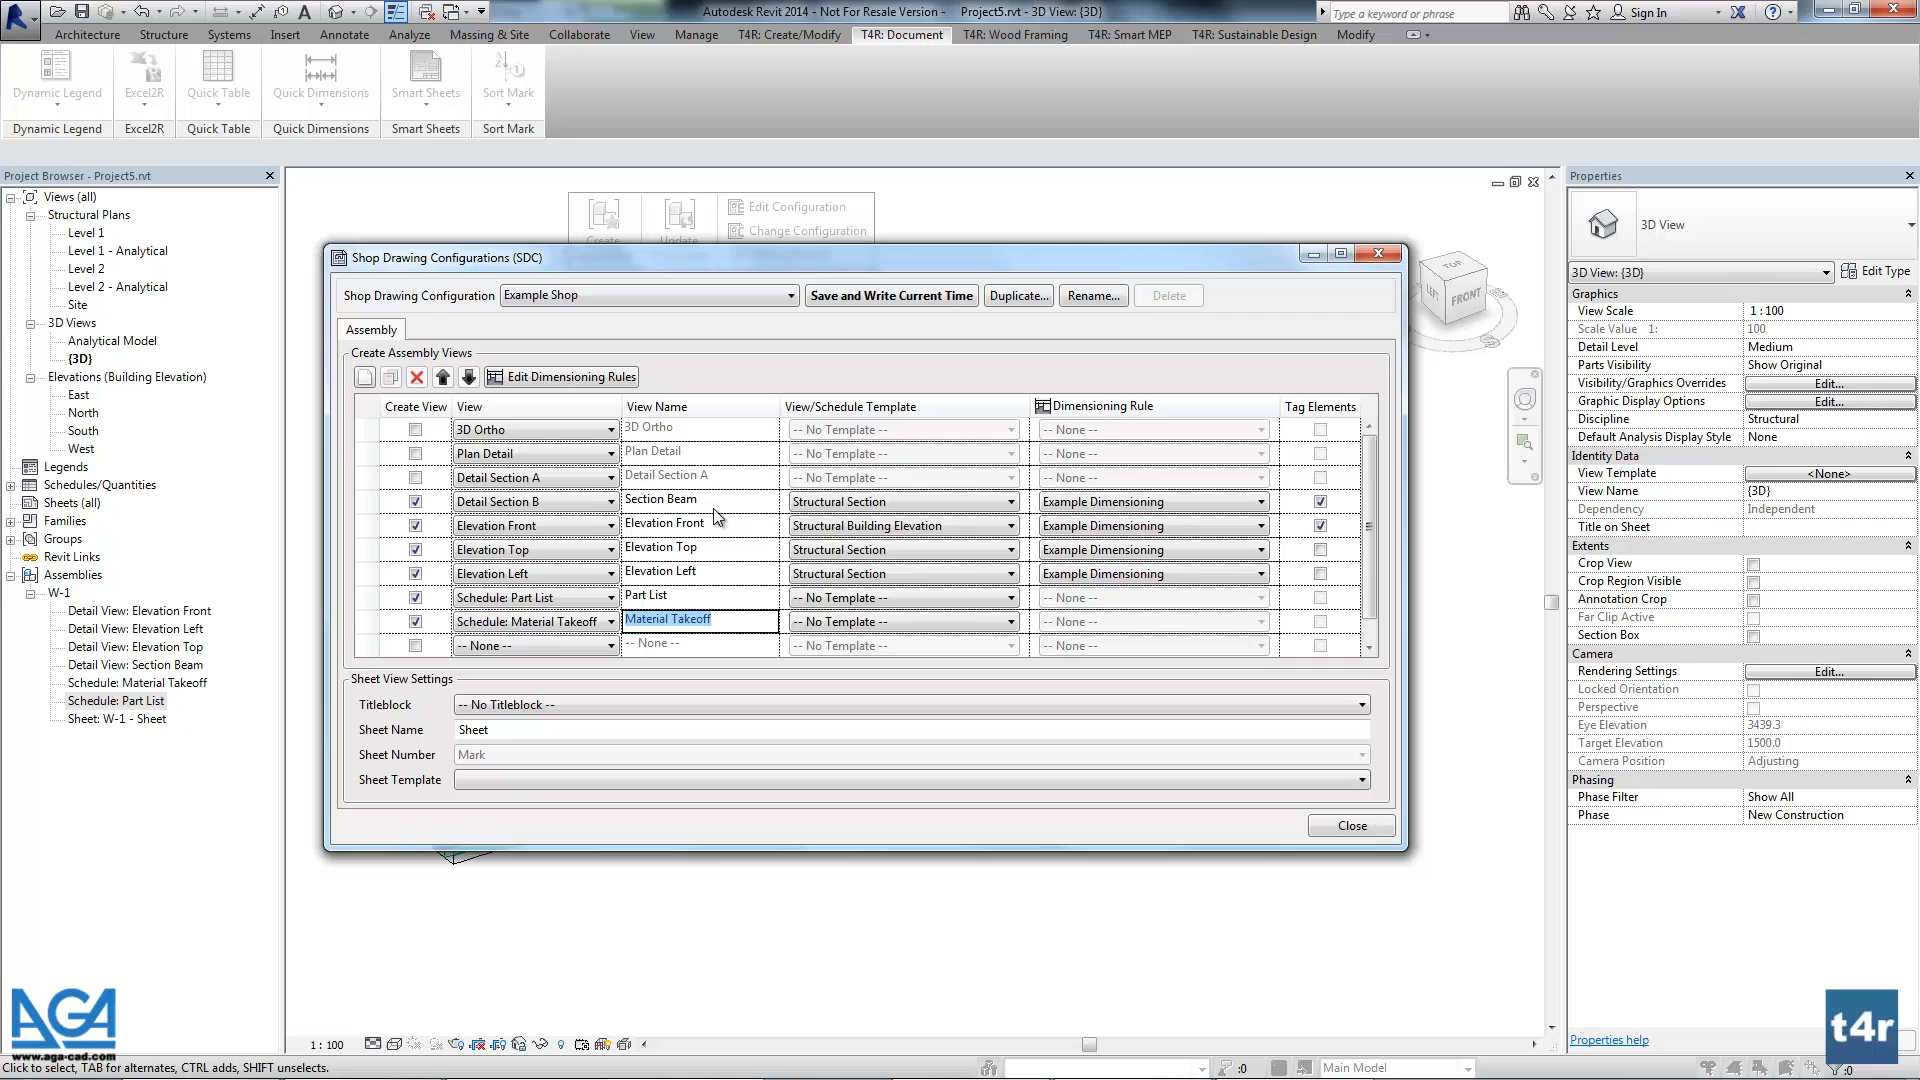 Autodesk Revit 2014 - Not For Resale Version -    Project5.rvt - 3D View: {3D}
Type a keyword or phrase
Sign In
Architecture Structure Systems Insert Annotate Analyze Massing & Site Collaborate View Manage T4R: Create/Modify T4R: Document T4R: Wood Framing T4R: Smart MEP T4R: Sustainable Design Modify
Dynamic Legend Excel2R Quick Table Quick Dimensions Smart Sheets Sort Mark
Dynamic Legend Excel2R Quick Table Quick Dimensions Smart Sheets Sort Mark
Project Browser - Project5.rvt
Views (all)
Structural Plans
Level 1
Level 1 - Analytical
Level 2
Level 2 - Analytical
Site
3D Views
Analytical Model
{3D}
Elevations (Building Elevation)
East
North
South
West
Legends
Schedules/Quantities
Sheets (all)
Families
Groups
Revit Links
Assemblies
W-1
Detail View: Elevation Front
Detail View: Elevation Left
Detail View: Elevation Top
Detail View: Section Beam
Schedule: Material Takeoff
Schedule: Part List
Sheet: W-1 - Sheet
AGA
www.aga-cad.com
Edit Configuration
Change Configuration
Create Update
Shop Drawing Configurations (SDC)
Shop Drawing Configuration Example Shop Save and Write Current Time Duplicate... Rename... Delete
Assembly
Create Assembly Views
Edit Dimensioning Rules
Create View View View Name View/Schedule Template Dimensioning Rule Tag Elements
3D Ortho 3D Ortho -- No Template -- -- None --
Plan Detail Plan Detail -- No Template -- -- None --
Detail Section A Detail Section A -- No Template -- -- None --
Detail Section B Section Beam Structural Section Example Dimensioning
Elevation Front Elevation Front Structural Building Elevation Example Dimensioning
Elevation Top Elevation Top Structural Section Example Dimensioning
Elevation Left Elevation Left Structural Section Example Dimensioning
Schedule: Part List Part List -- No Template -- -- None --
Schedule: Material Takeoff Material Takeoff -- No Template -- -- None --
-- None -- -- None -- -- No Template -- -- None --
Sheet View Settings
Titleblock -- No Titleblock --
Sheet Name Sheet
Sheet Number Mark
Sheet Template
Close
TOP
LEFT FRONT
Properties
3D View
3D View: {3D} Edit Type
Graphics
View Scale 1 : 100
Scale Value 1: 100
Detail Level Medium
Parts Visibility Show Original
Visibility/Graphics Overrides Edit...
Graphic Display Options Edit...
Discipline Structural
Default Analysis Display Style None
Identity Data
View Template <None>
View Name {3D}
Dependency Independent
Title on Sheet
Extents
Crop View
Crop Region Visible
Annotation Crop
Far Clip Active
Section Box
Camera
Rendering Settings Edit...
Locked Orientation
Perspective
Eye Elevation 3439.3
Target Elevation 1500.0
Camera Position Adjusting
Phasing
Phase Filter Show All
Phase New Construction
Properties help
t4r
1 : 100
Click to select, TAB for alternates, CTRL adds, SHIFT unselects.
:0
Main Model
:0